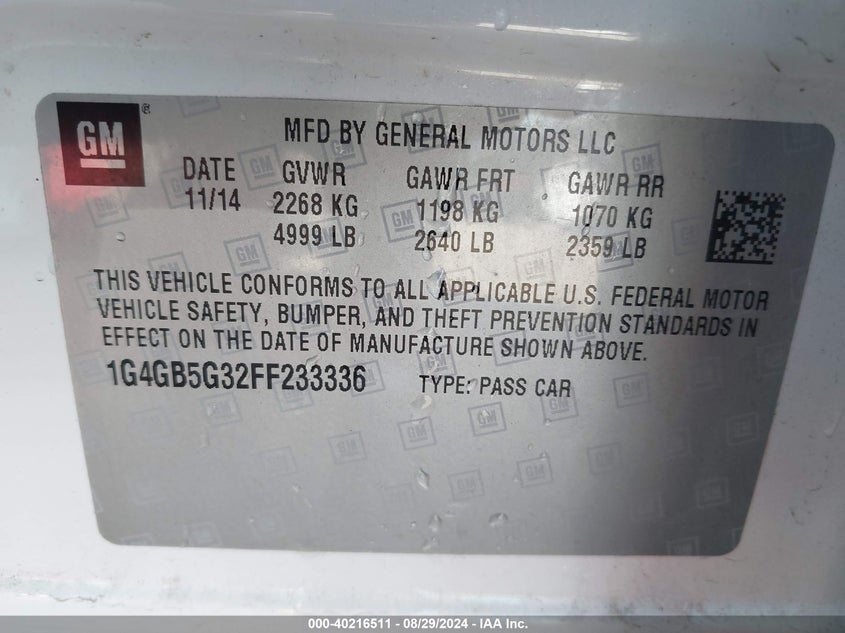 GM ®
MFD BY GENERAL MOTORS LLC
DATE GVWR GAWR FRT GAWR RR
11/14 2268 KG 1198 KG 1070 KG
4999 LB 2640 LB 2359 LB
THIS VEHICLE CONFORMS TO ALL APPLICABLE U.S. FEDERAL MOTOR
VEHICLE SAFETY, BUMPER, AND THEFT PREVENTION STANDARDS IN
EFFECT ON THE DATE OF MANUFACTURE SHOWN ABOVE.
1G4GB5G32FF233336 TYPE: PASS CAR
000-40216511 - 08/29/2024 - IAA Inc.